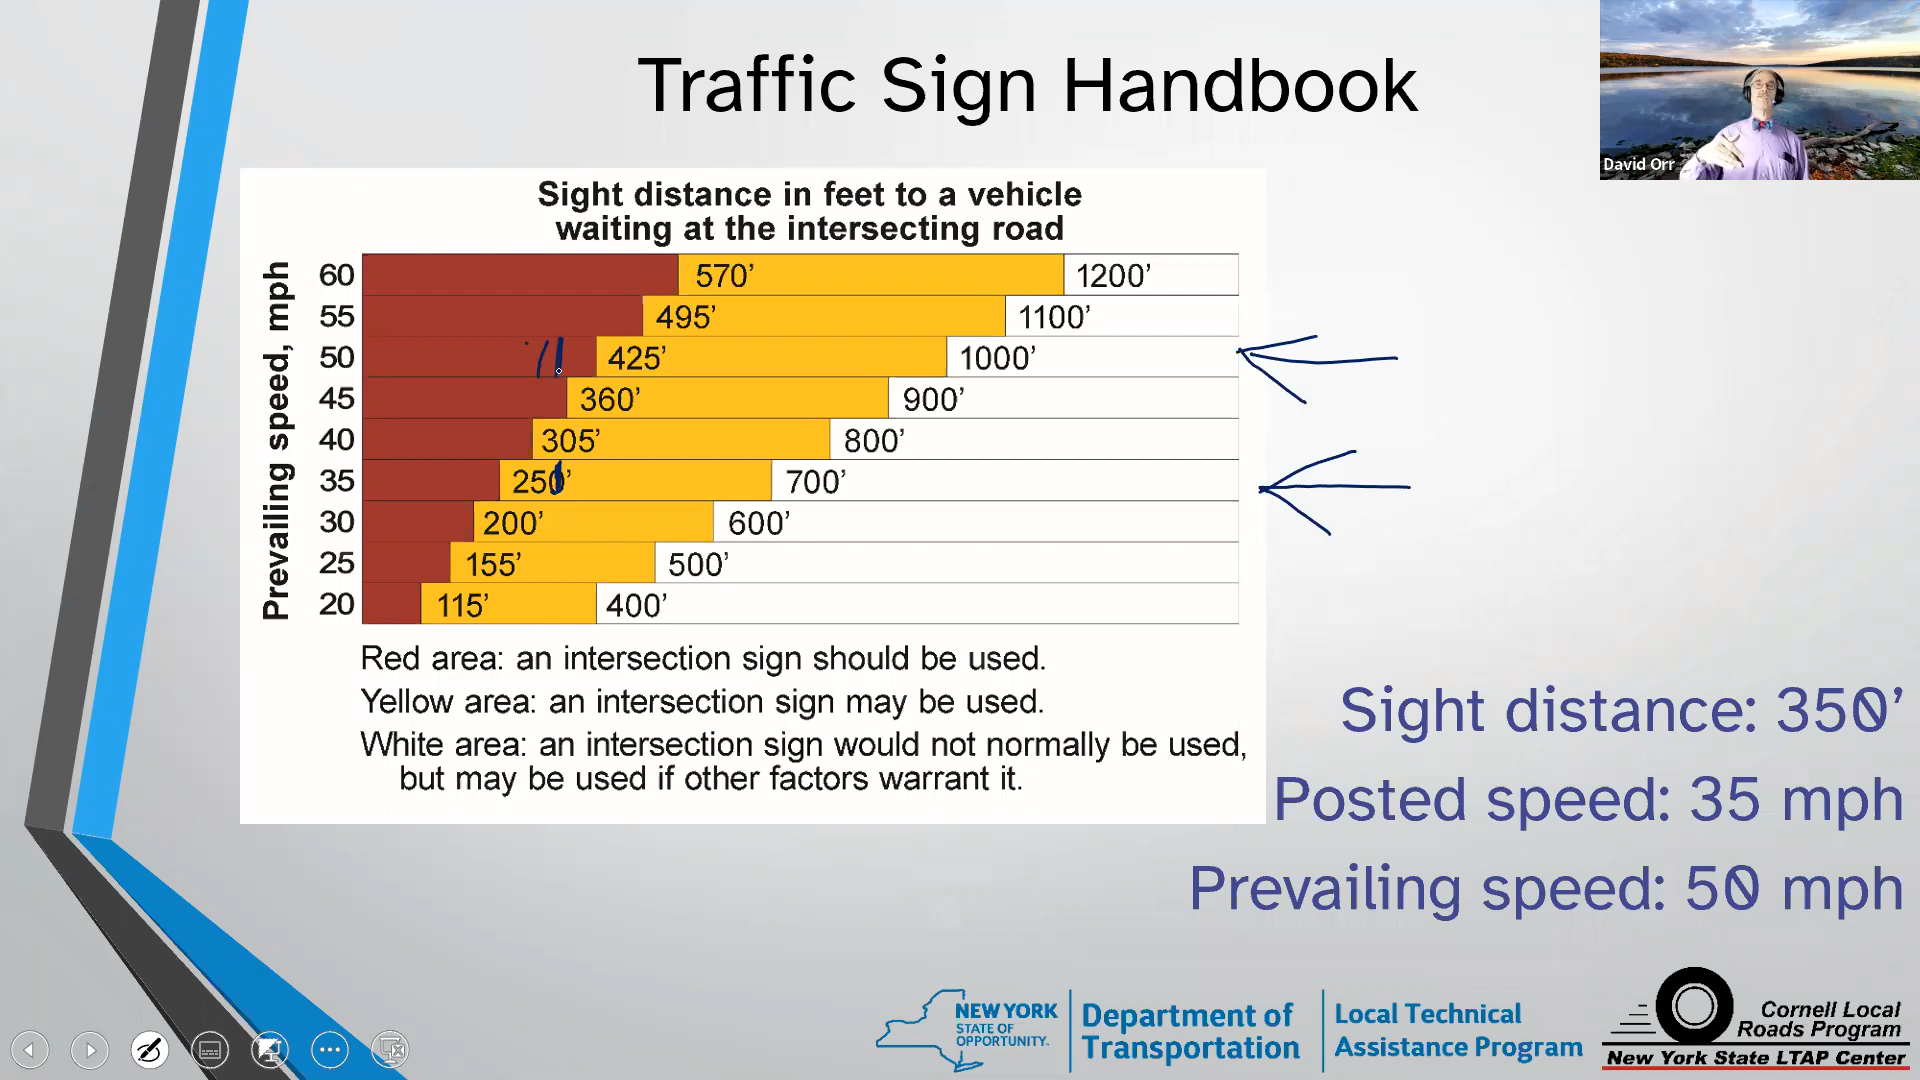 Traffic Sign Handbook
David Orr
Sight distance in feet to a vehicle
waiting at the intersecting road
Prevailing speed, mph
60 570’ 1200’
55 495’ 1100’
50 425’ 1000’
45 360’ 900’
40 305’ 800’
35 250’ 700’
30 200’ 600’
25 155’ 500’
20 115’ 400’
Red area: an intersection sign should be used.
Yellow area: an intersection sign may be used.
White area: an intersection sign would not normally be used,
but may be used if other factors warrant it.
Sight distance: 350’
Posted speed: 35 mph
Prevailing speed: 50 mph
NEW YORK
STATE OF
OPPORTUNITY.
Department of
Transportation
Local Technical
Assistance Program
Cornell Local
Roads Program
New York State LTAP Center